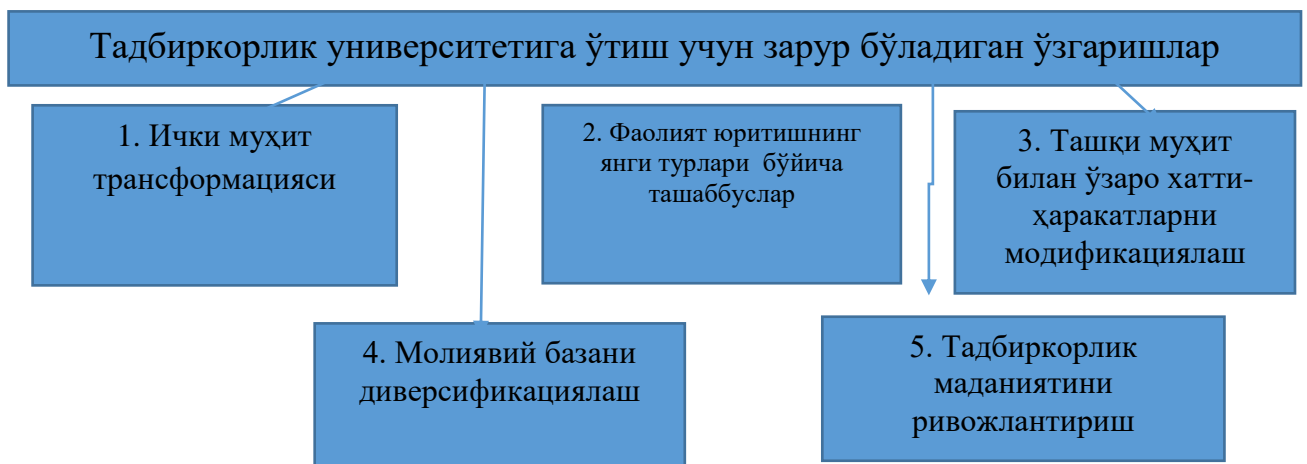 Тадбиркорлик университетига ўтиш учун зарур бўладиган ўзгаришлар
1. Ички муҳит
трансформацияси
2. Фаолият юритишнинг
янги турлари бўйича
ташаббуслар
3. Ташқи муҳит
билан ўзаро хатти-
ҳаракатларни
модификациялаш
4. Молиявий базани
диверсификациялаш
5. Тадбиркорлик
маданиятини
ривожлантириш